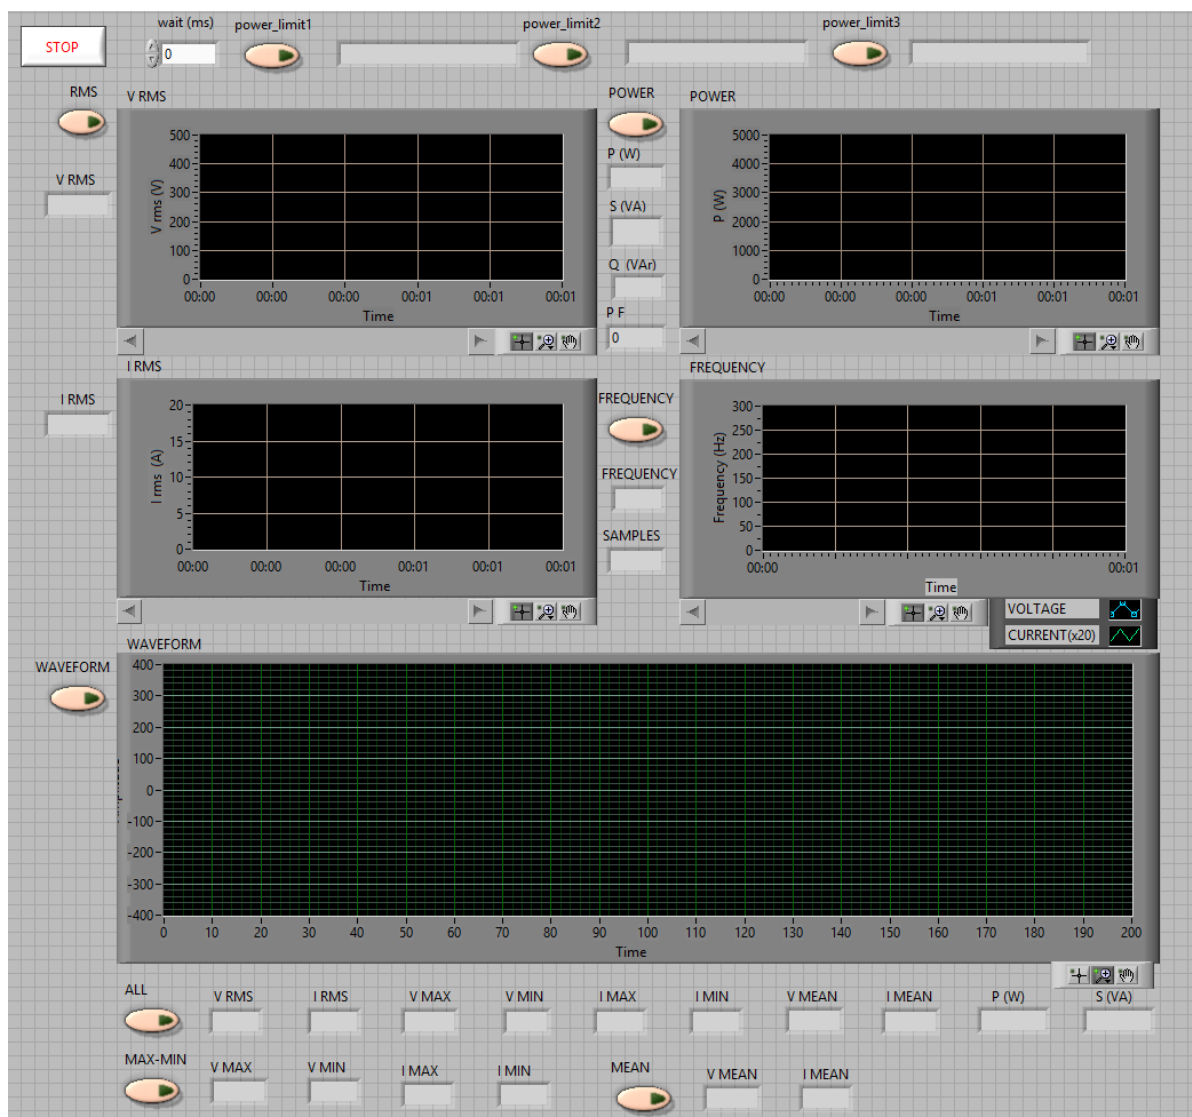 STOP
wait (ms)
0
power_limit1
power_limit2
power_limit3
RMS
V RMS
V RMS
500
400
300
200
100
0
V rms (V)
00:00 00:00 00:00 00:01 00:01 00:01
Time
POWER
P (W)
S (VA)
Q (VAr)
P F
0
POWER
5000
4000
3000
2000
1000
0
P (W)
00:00 00:00 00:00 00:01 00:01 00:01
Time
I RMS
I RMS
20
15
10
5
0
I rms (A)
00:00 00:00 00:00 00:01 00:01 00:01
Time
FREQUENCY
FREQUENCY
SAMPLES
FREQUENCY
300
250
200
150
100
50
0
Frequency (Hz)
00:00 00:01
Time
VOLTAGE
CURRENT(x20)
WAVEFORM
WAVEFORM
400
300
200
100
0
-100
-200
-300
-400
0 10 20 30 40 50 60 70 80 90 100 110 120 130 140 150 160 170 180 190 200
Time
ALL V RMS I RMS V MAX V MIN I MAX I MIN V MEAN I MEAN P (W) S (VA)
MAX-MIN V MAX V MIN I MAX I MIN MEAN V MEAN I MEAN